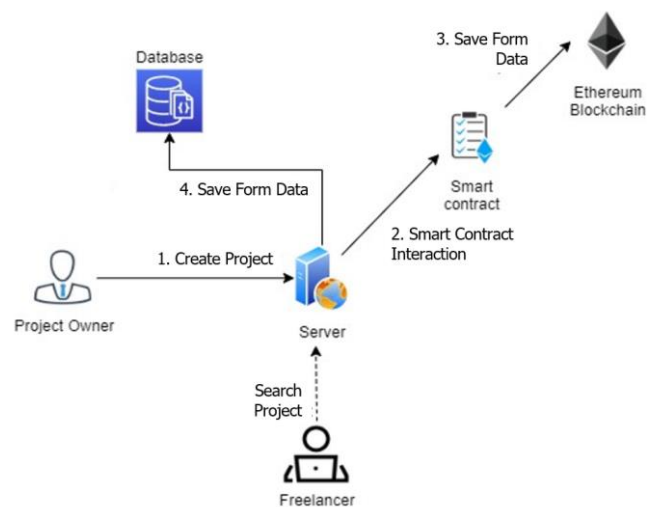 3. Save Form
Data
Database
Ethereum
Blockchain
4. Save Form Data
Smart
contract
2. Smart Contract
Interaction
1. Create Project
Project Owner
Server
Search
Project
Freelancer